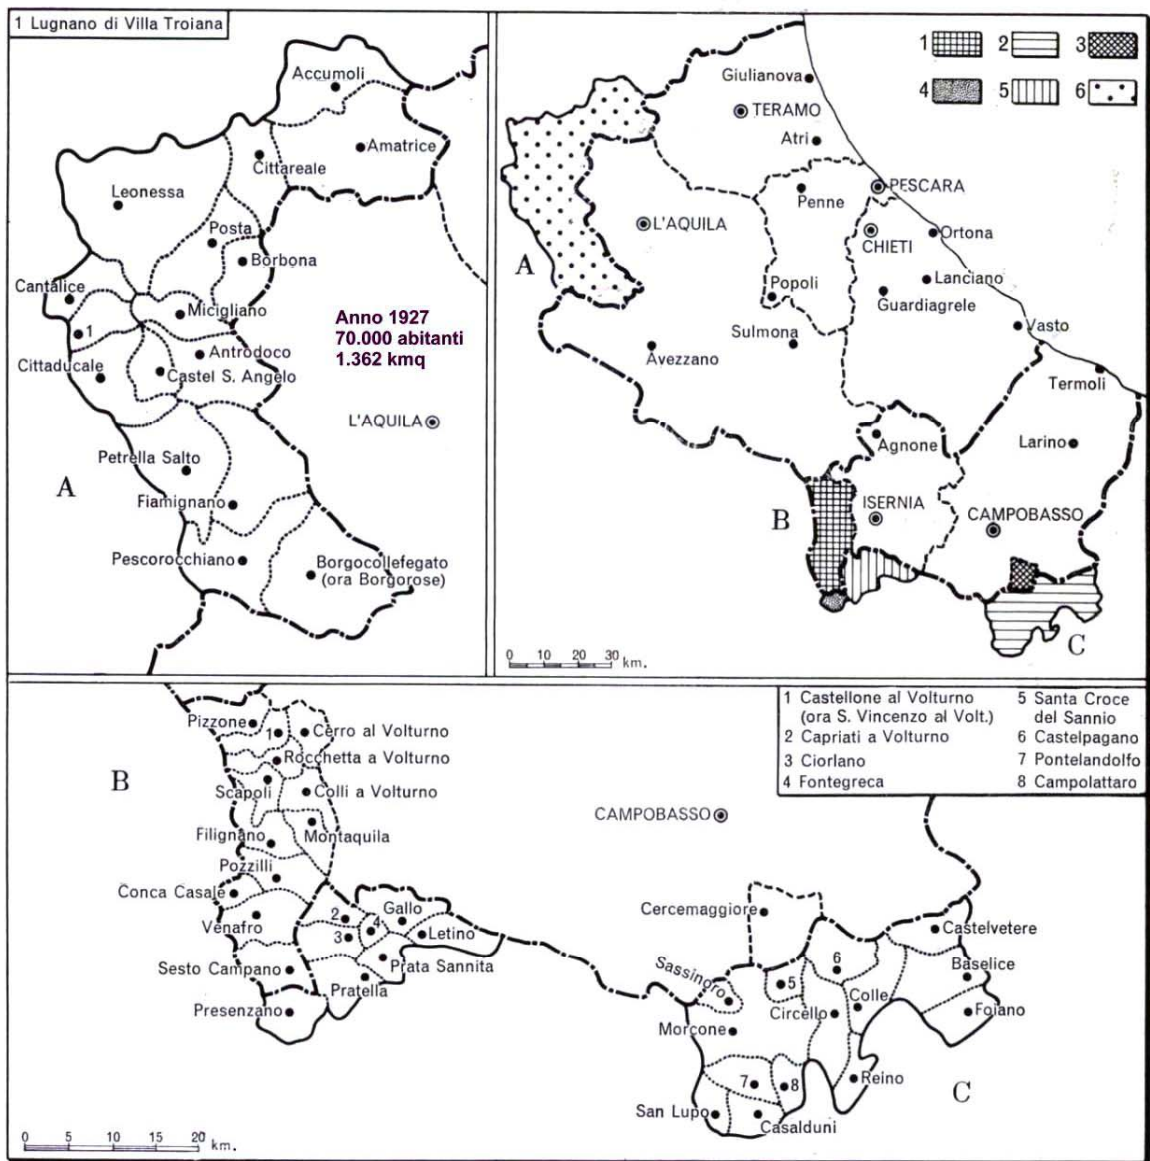 1 Lugnano di Villa Troiana
Accumoli
Amatrice
Cittareale
Leonessa
Posta
Borbona
Cantalice
Micigliano
1
Antrodoco
Cittaducale
Castel S. Angelo
Anno 1927
70.000 abitanti
1.362 kmq
L'AQUILA
Petrella Salto
A
Fiamignano
Pescorocchiano
Borgocollefegato
(ora Borgorose)
1 2 3
4 5 6
Giulianova
TERAMO
Atri
PESCARA
Penne
L'AQUILA
CHIETI
Ortona
A
Lanciano
Popoli
Guardiagrele
Sulmona
Vasto
Avezzano
Termoli
Agnone
Larino
B
ISERNIA
CAMPOBASSO
C
0 10 20 30 km.
1 Castellone al Volturno
(ora S. Vincenzo al Volt.)
2 Capriati a Volturno
3 Ciorlano
4 Fontegreca
5 Santa Croce
del Sannio
6 Castelpagano
7 Pontelandolfo
8 Campolattaro
Pizzone
1
Cerro al Volturno
Rocchetta a Volturno
B
Scapoli
Colli a Volturno
Filignano
Montaquila
Pozzilli
Conca Casale
Venafro
2
3
4
Gallo
Letino
Sesto Campano
Prata Sannita
Pratella
Presenzano
CAMPOBASSO
Cercemaggiore
Castelvetere
Sassinoro
5
6
Baselice
Circello
Colle
Foiano
Morcone
7
8
Reino
C
San Lupo
Casalduni
0 5 10 15 20 km.